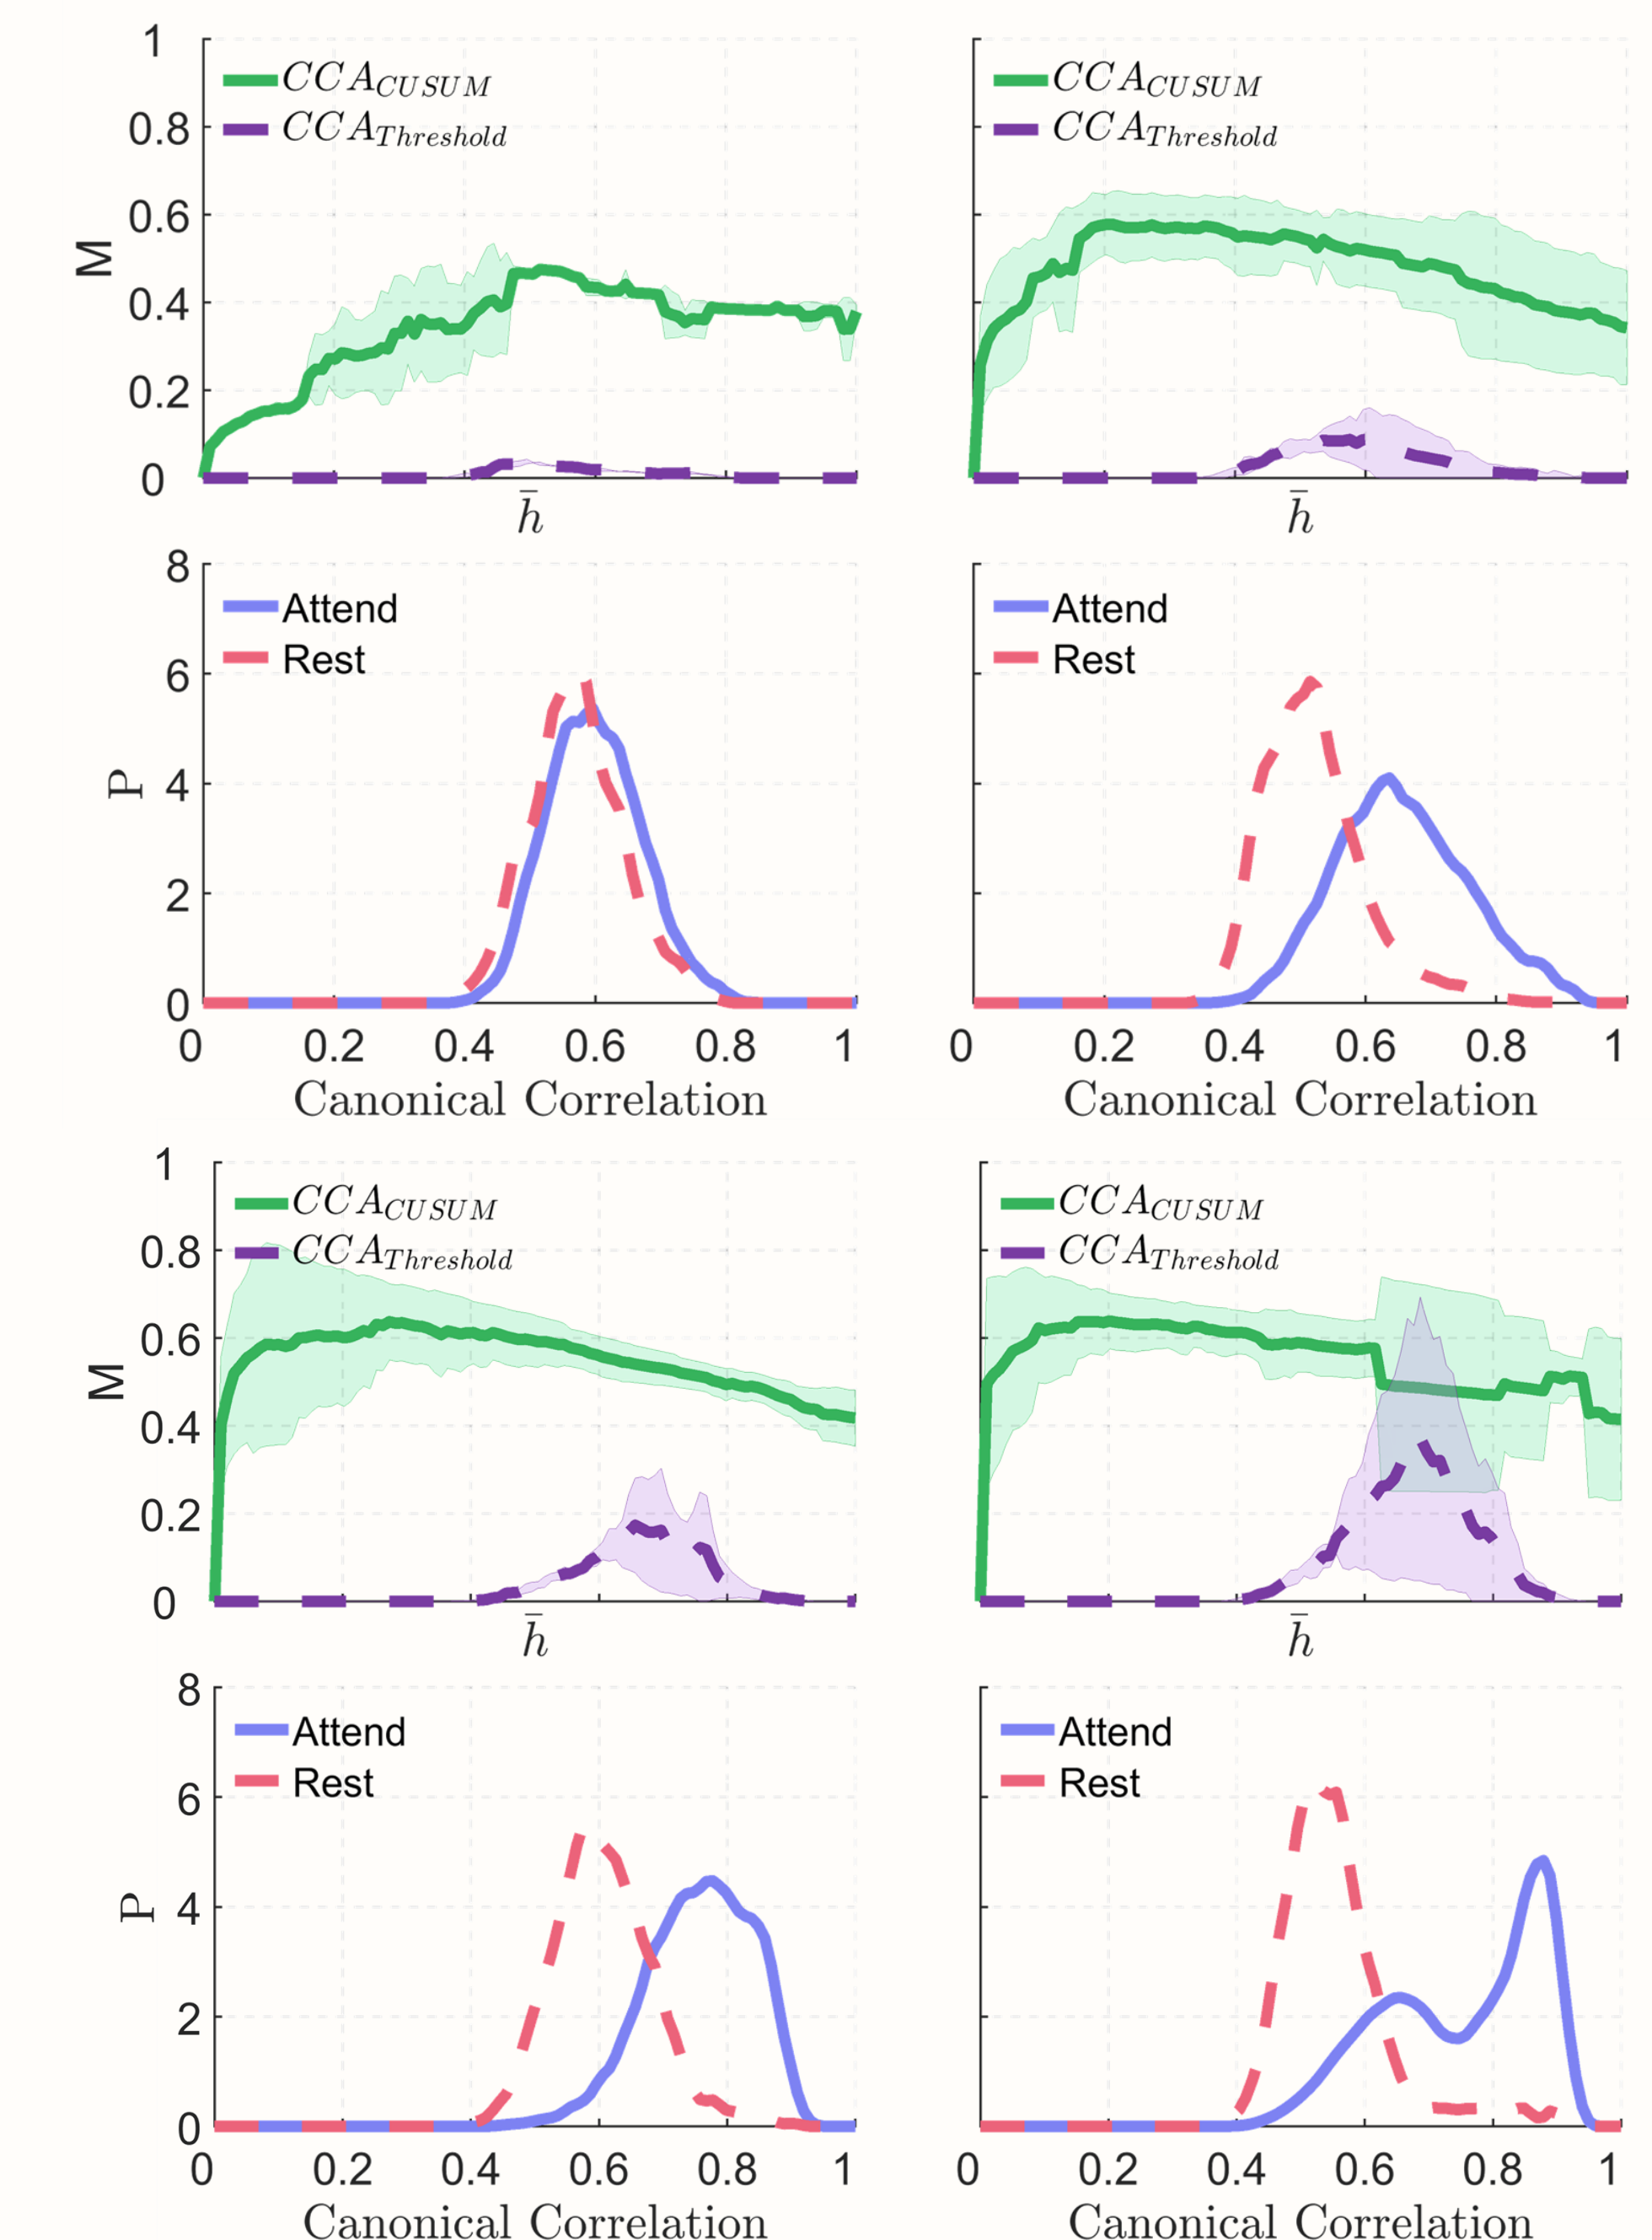 1
0.8
0.6
0.4
0.2
0
M
CCA_CUSUM
CCA_Threshold
h̄
CCA_CUSUM
CCA_Threshold
h̄
8
6
4
2
0
P
Attend
Rest
0 0.2 0.4 0.6 0.8 1
Canonical Correlation
Attend
Rest
0 0.2 0.4 0.6 0.8 1
Canonical Correlation
1
0.8
0.6
0.4
0.2
0
M
CCA_CUSUM
CCA_Threshold
h̄
CCA_CUSUM
CCA_Threshold
h̄
8
6
4
2
0
P
Attend
Rest
0 0.2 0.4 0.6 0.8 1
Canonical Correlation
Attend
Rest
0 0.2 0.4 0.6 0.8 1
Canonical Correlation